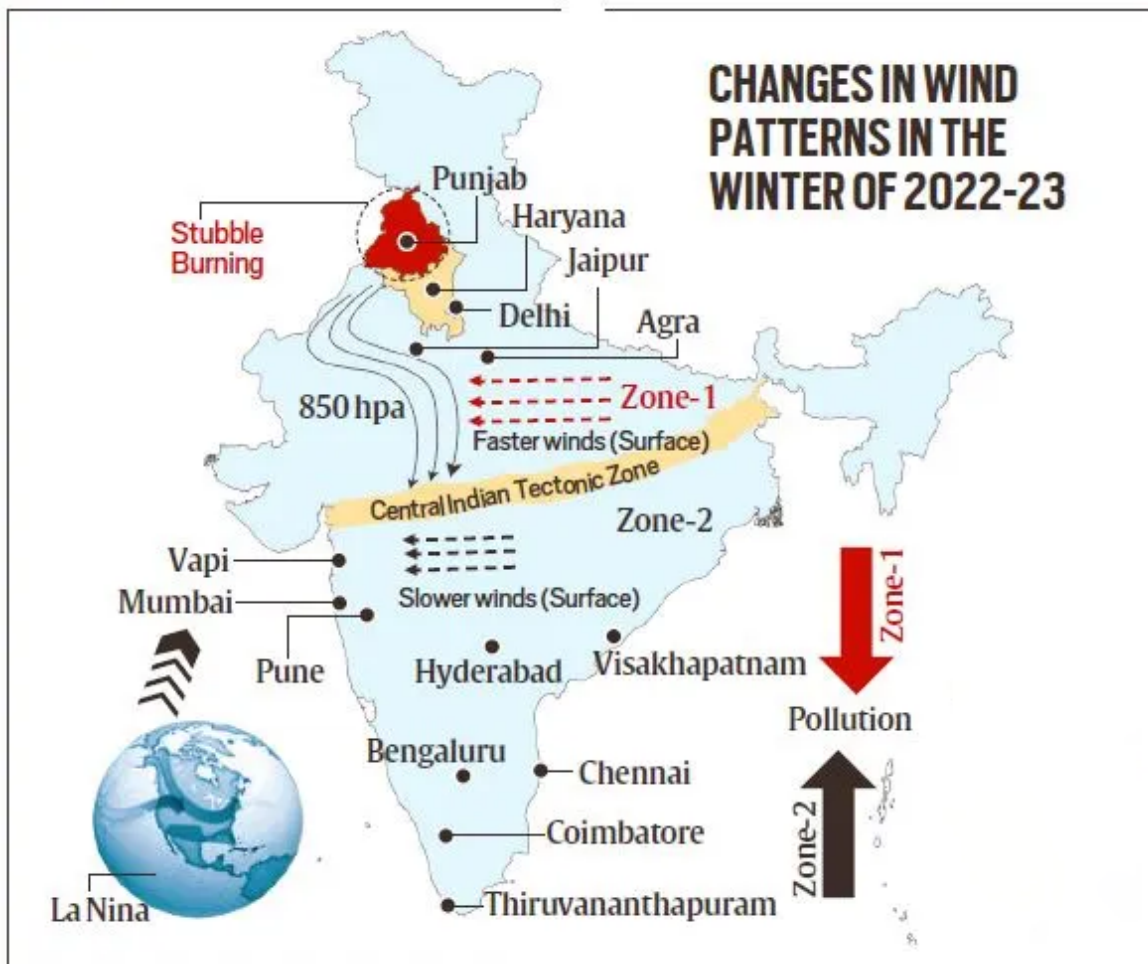 CHANGES IN WIND
PATTERNS IN THE
WINTER OF 2022-23
Punjab
Stubble
Burning
Haryana
Jaipur
Delhi
Agra
850 hpa
Zone-1
Faster winds (Surface)
Central Indian Tectonic Zone
Zone-2
Vapi
Slower winds (Surface)
Mumbai
Pune
Hyderabad
Visakhapatnam
Zone-1
Pollution
Zone-2
Bengaluru
Chennai
Coimbatore
Thiruvananthapuram
La Nina